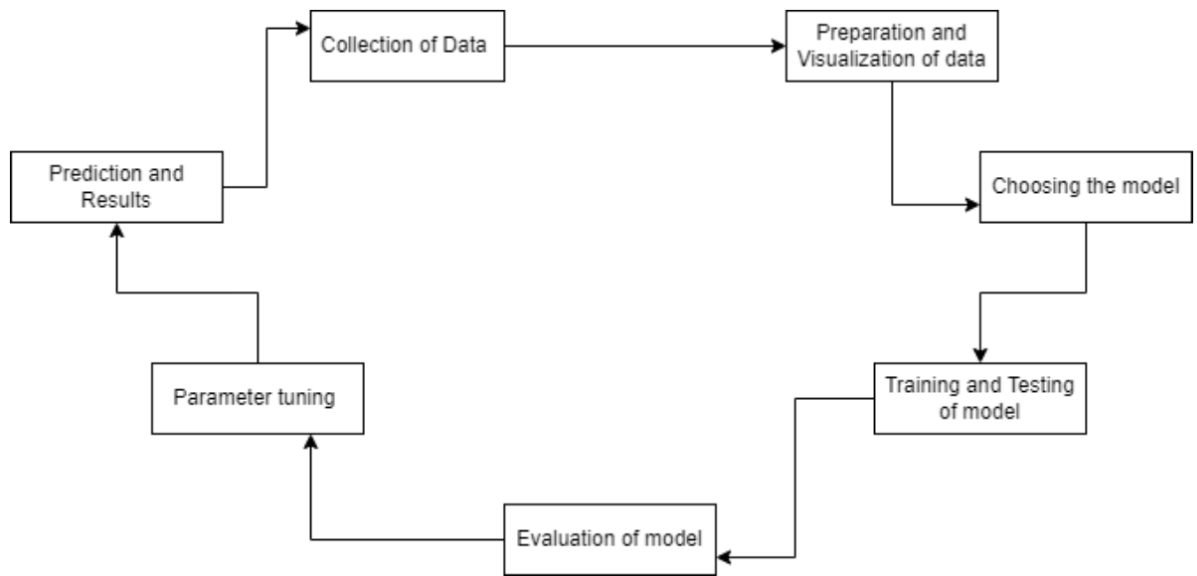 Collection of Data
Preparation and
Visualization of data
Choosing the model
Training and Testing
of model
Evaluation of model
Parameter tuning
Prediction and
Results